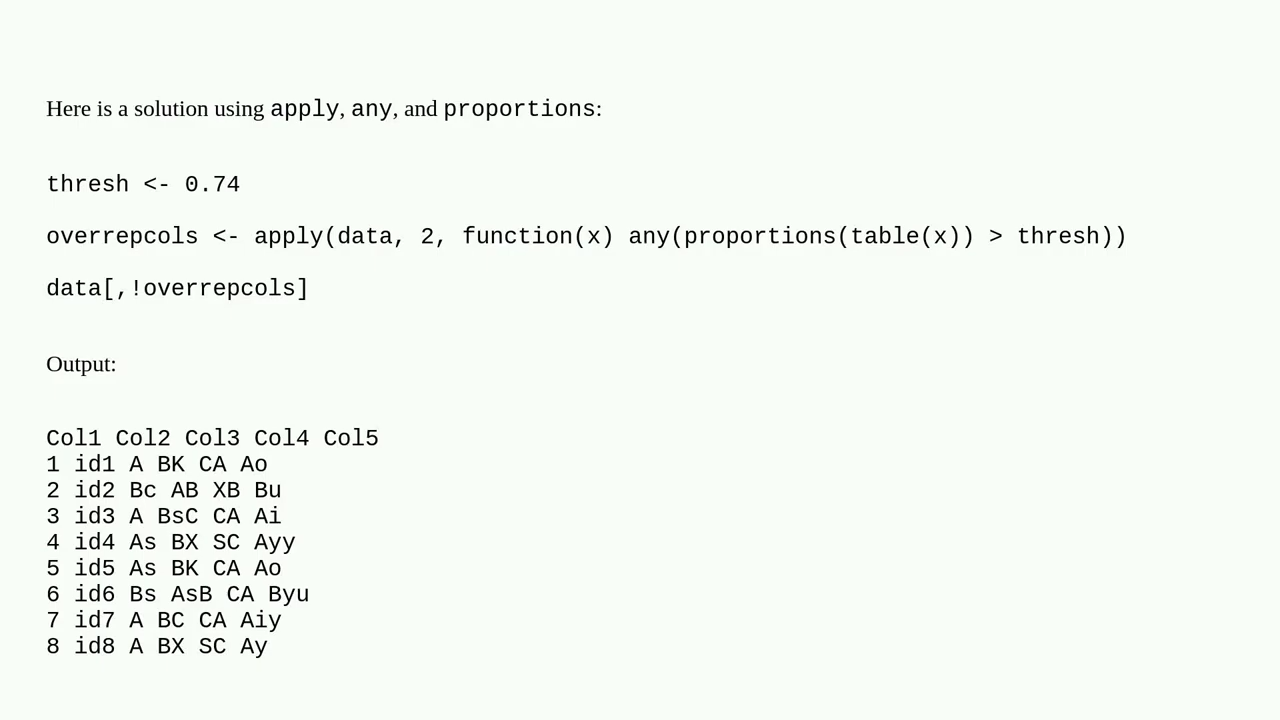 Here is a solution using apply, any, and proportions:
thresh <- 0.74
overrepcols <- apply(data, 2, function(x) any(proportions(table(x)) > thresh))
data[,!overrepcols]
Output:
Col1 Col2 Col3 Col4 Col5
1 id1 A BK CA Ao
2 id2 Bc AB XB Bu
3 id3 A BsC CA Ai
4 id4 As BX SC Ayy
5 id5 As BK CA Ao
6 id6 Bs AsB CA Byu
7 id7 A BC CA Aiy
8 id8 A BX SC Ay